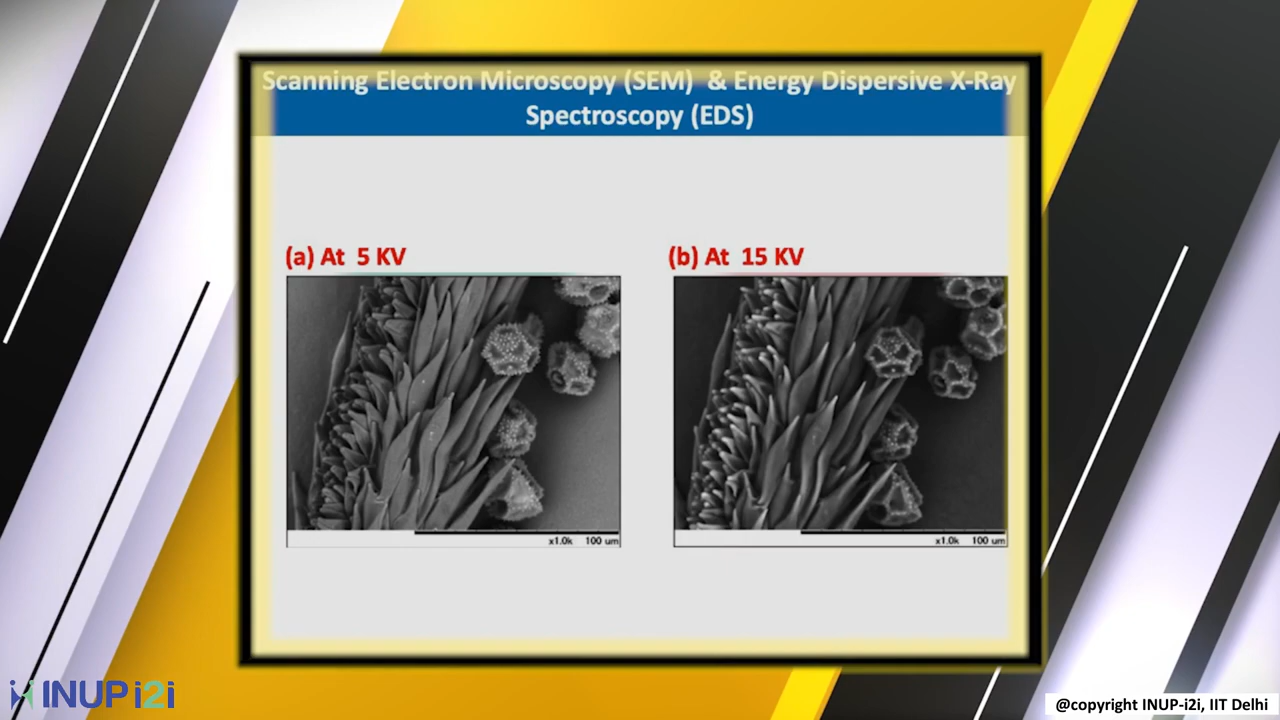 Scanning Electron Microscopy (SEM) & Energy Dispersive X-Ray
Spectroscopy (EDS)
(a) At 5 KV
(b) At 15 KV
x1.0k 100 um
x1.0k 100 um
INUP i2i
@copyright INUP-i2i, IIT Delhi